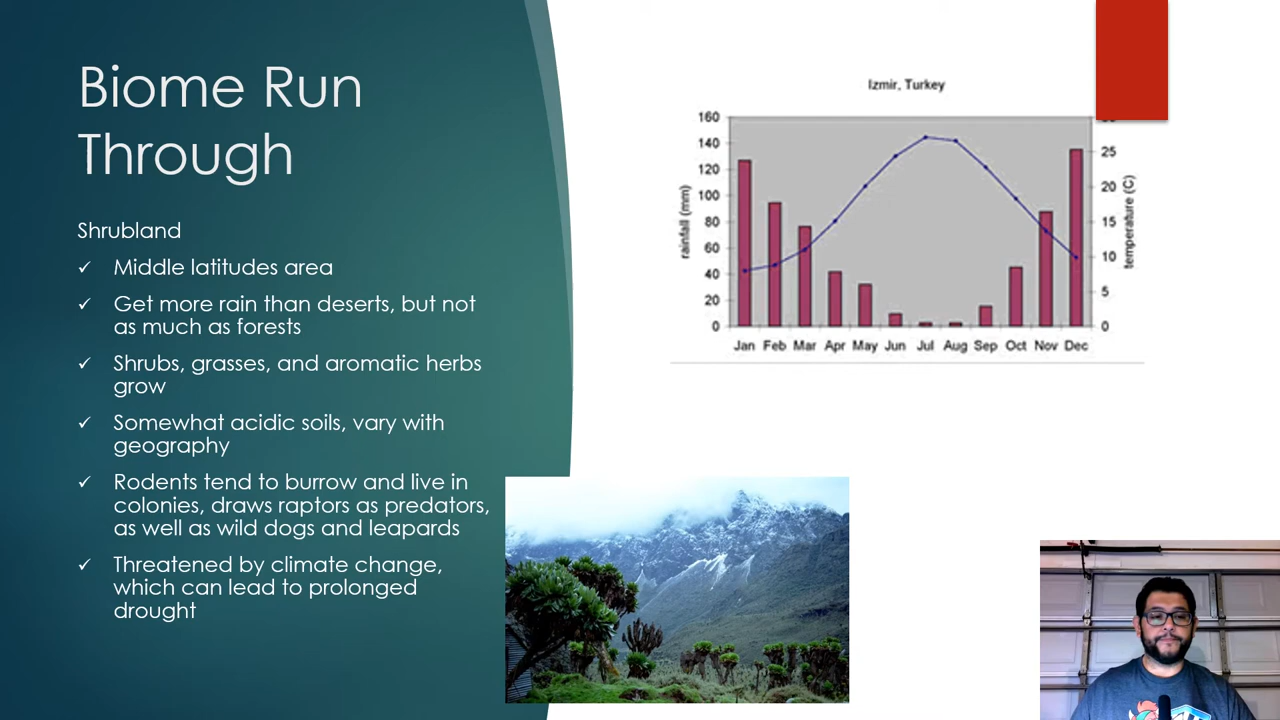 Biome Run
Through
Shrubland
✓ Middle latitudes area
✓ Get more rain than deserts, but not
as much as forests
✓ Shrubs, grasses, and aromatic herbs
grow
✓ Somewhat acidic soils, vary with
geography
✓ Rodents tend to burrow and live in
colonies, draws raptors as predators,
as well as wild dogs and leapards
✓ Threatened by climate change,
which can lead to prolonged
drought
Izmir, Turkey
rainfall (mm)
160
140
120
100
80
60
40
20
0
temperature (C)
25
20
15
10
5
0
Jan Feb Mar Apr May Jun Jul Aug Sep Oct Nov Dec